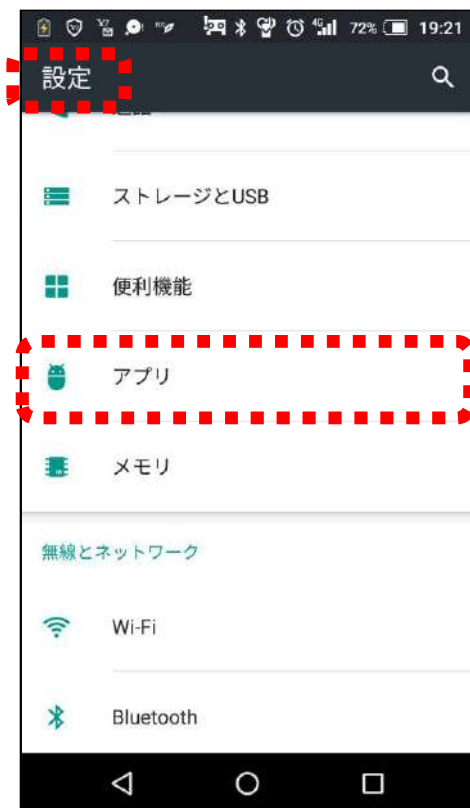 4G 72% 19:21
設定
ストレージとUSB
便利機能
アプリ
メモリ
無線とネットワーク
Wi-Fi
Bluetooth